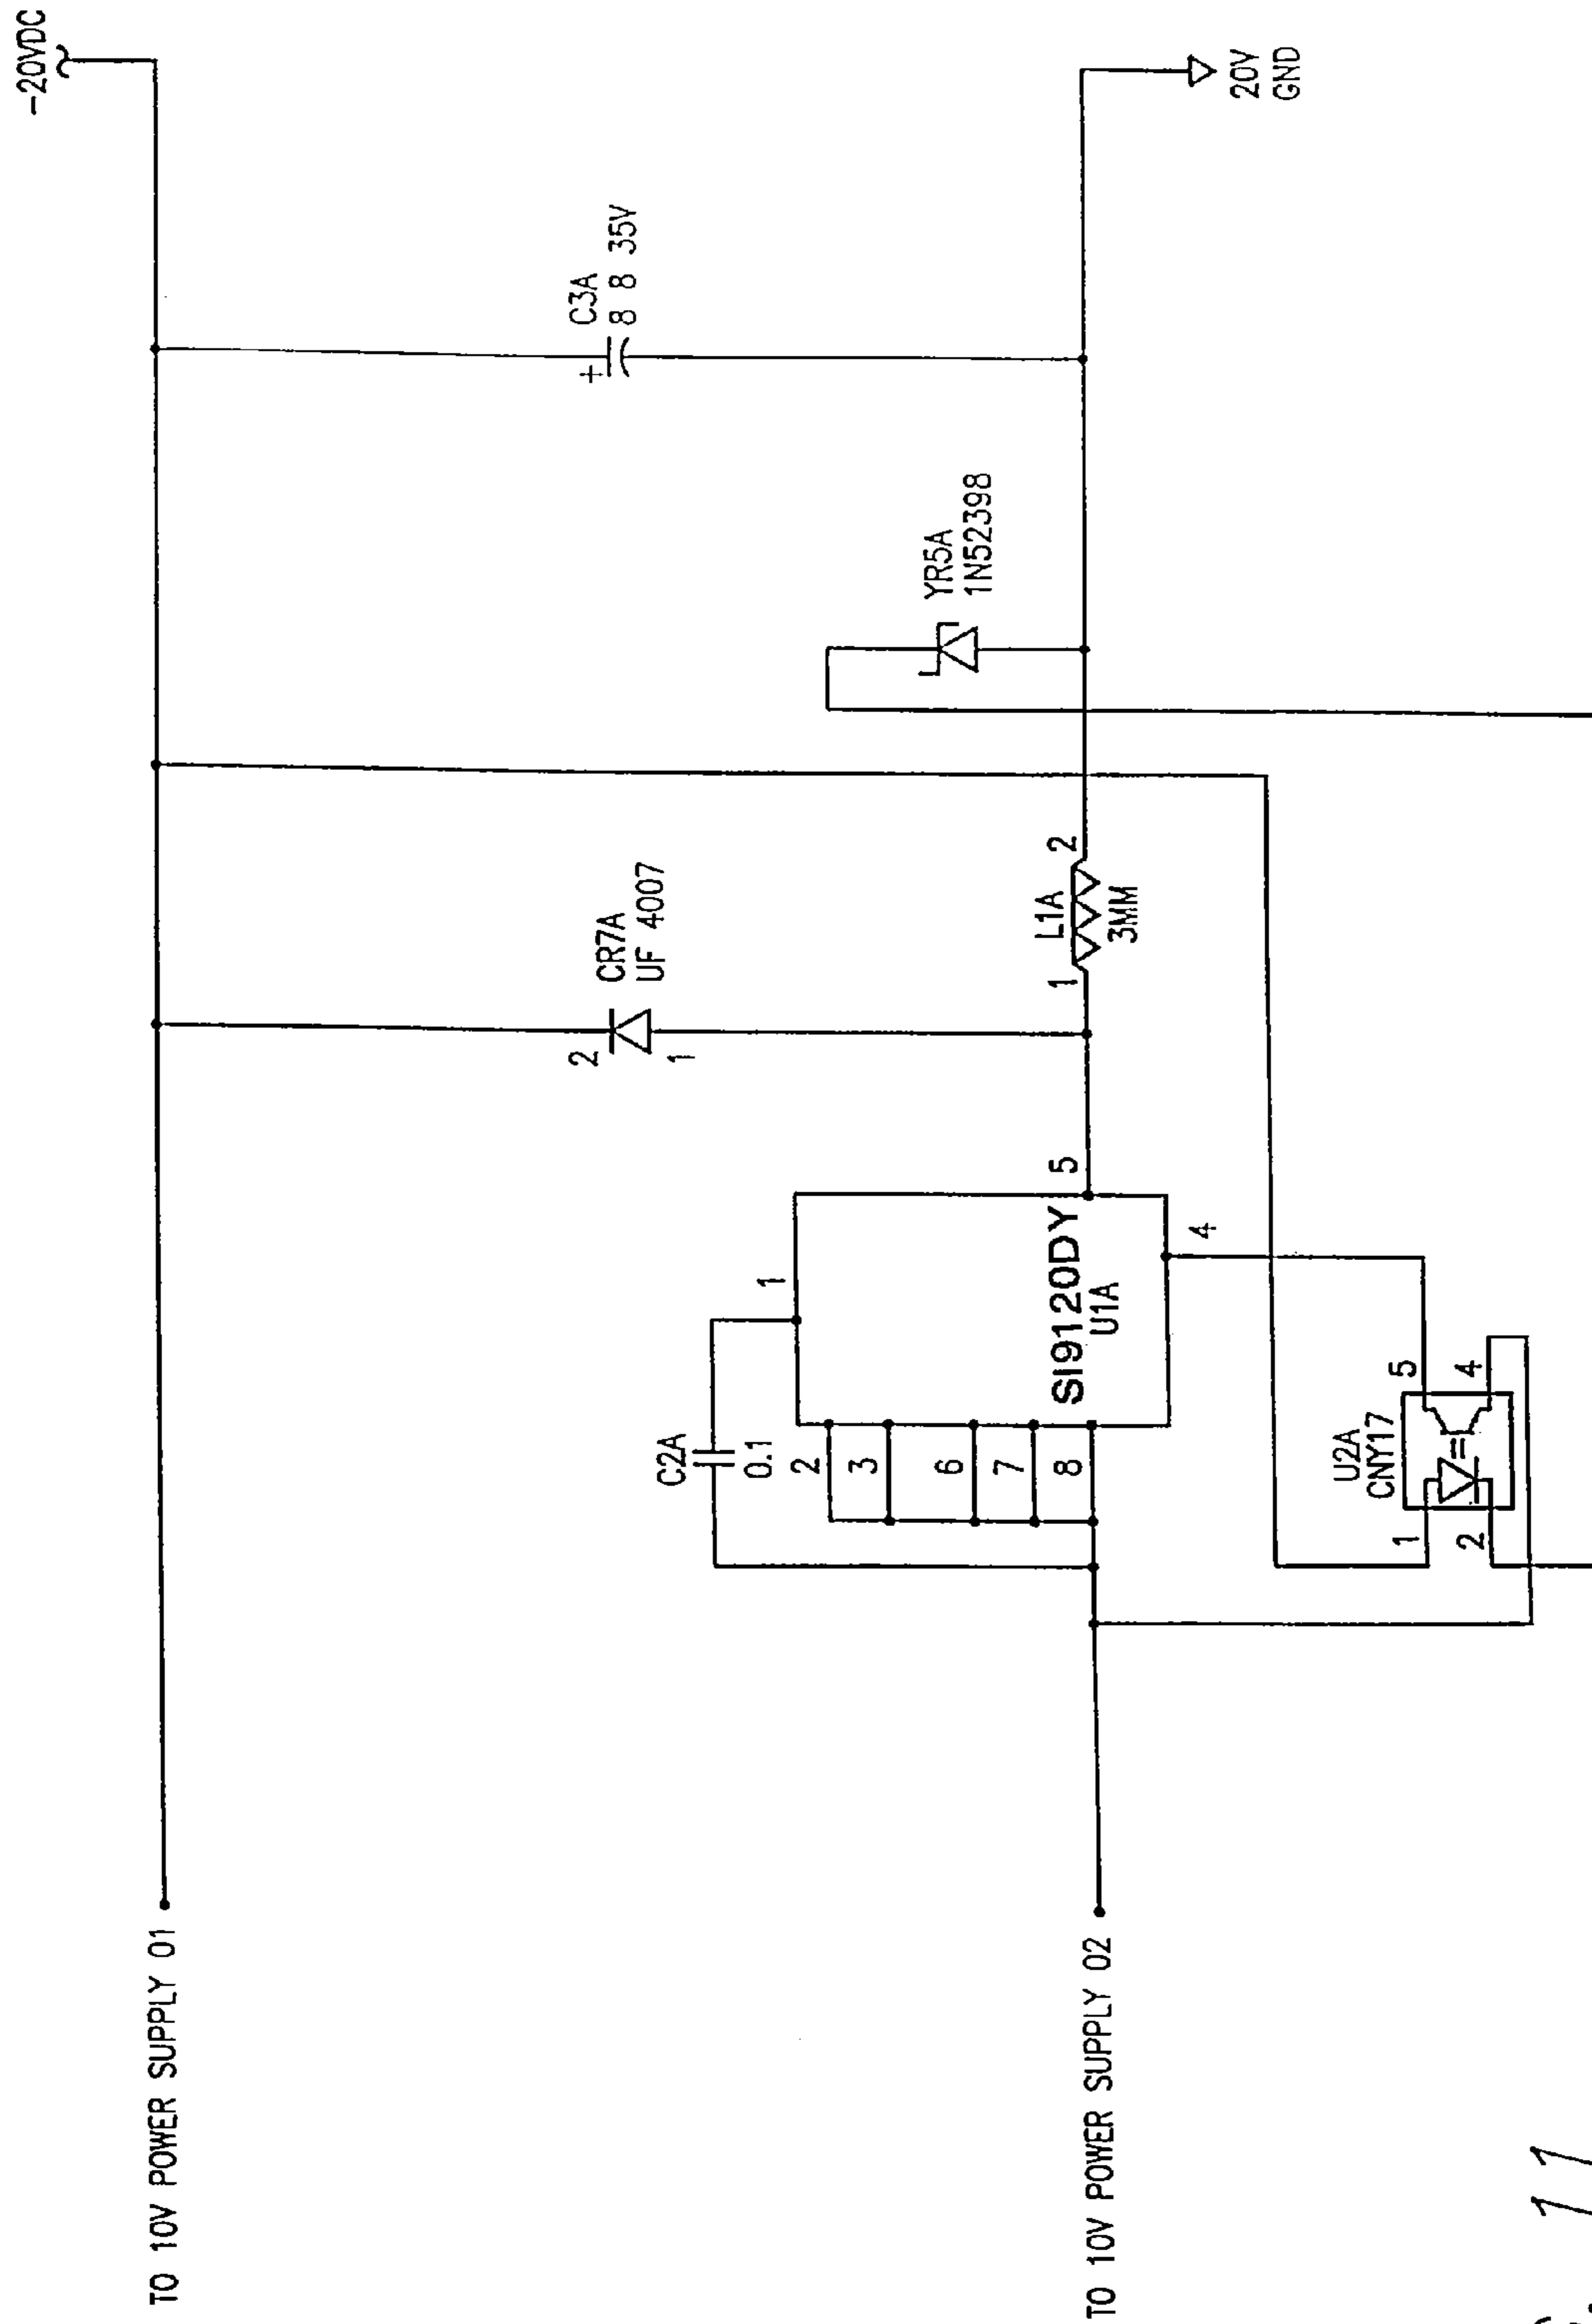 -20VDC
C3A
8 8 35V
20V
GND
YR5A
1N52398
CR7A
UF 4007
2
1
L1A
1
2
3MM
C2A
0.1
1
2
3
6
7
8
5
4
SI9120DY
U1A
U2A
CNY17
1
2
5
4
TO 10V POWER SUPPLY 01
TO 10V POWER SUPPLY 02
11